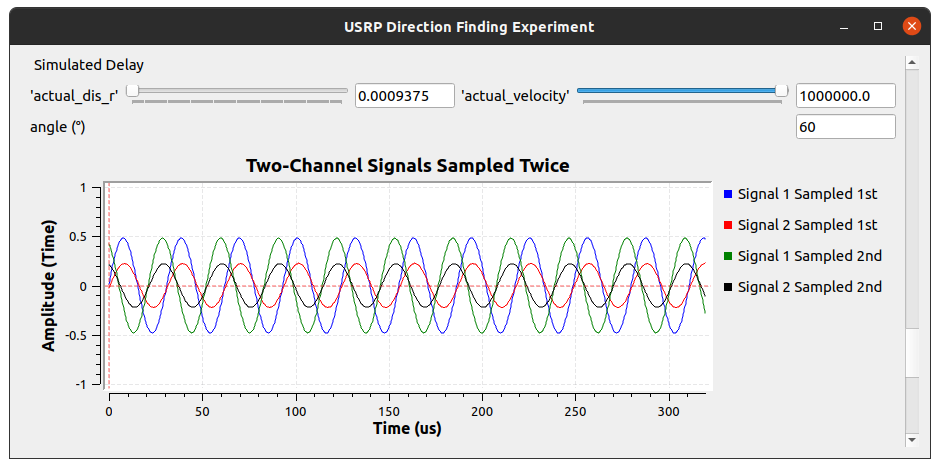 USRP Direction Finding Experiment
Simulated Delay
'actual_dis_r' 0.0009375 'actual_velocity' 1000000.0
angle (°) 60
Two-Channel Signals Sampled Twice
Amplitude (Time)
1
0.5
0
-0.5
-1
0 50 100 150 200 250 300
Time (us)
Signal 1 Sampled 1st
Signal 2 Sampled 1st
Signal 1 Sampled 2nd
Signal 2 Sampled 2nd